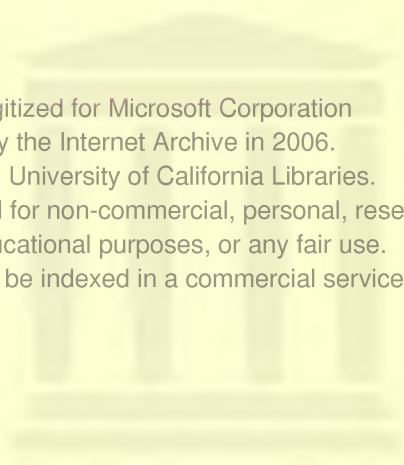 gitized for Microsoft Corporation
y the Internet Archive in 2006.
University of California Libraries.
for non-commercial, personal, rese
ucational purposes, or any fair use.
be indexed in a commercial service